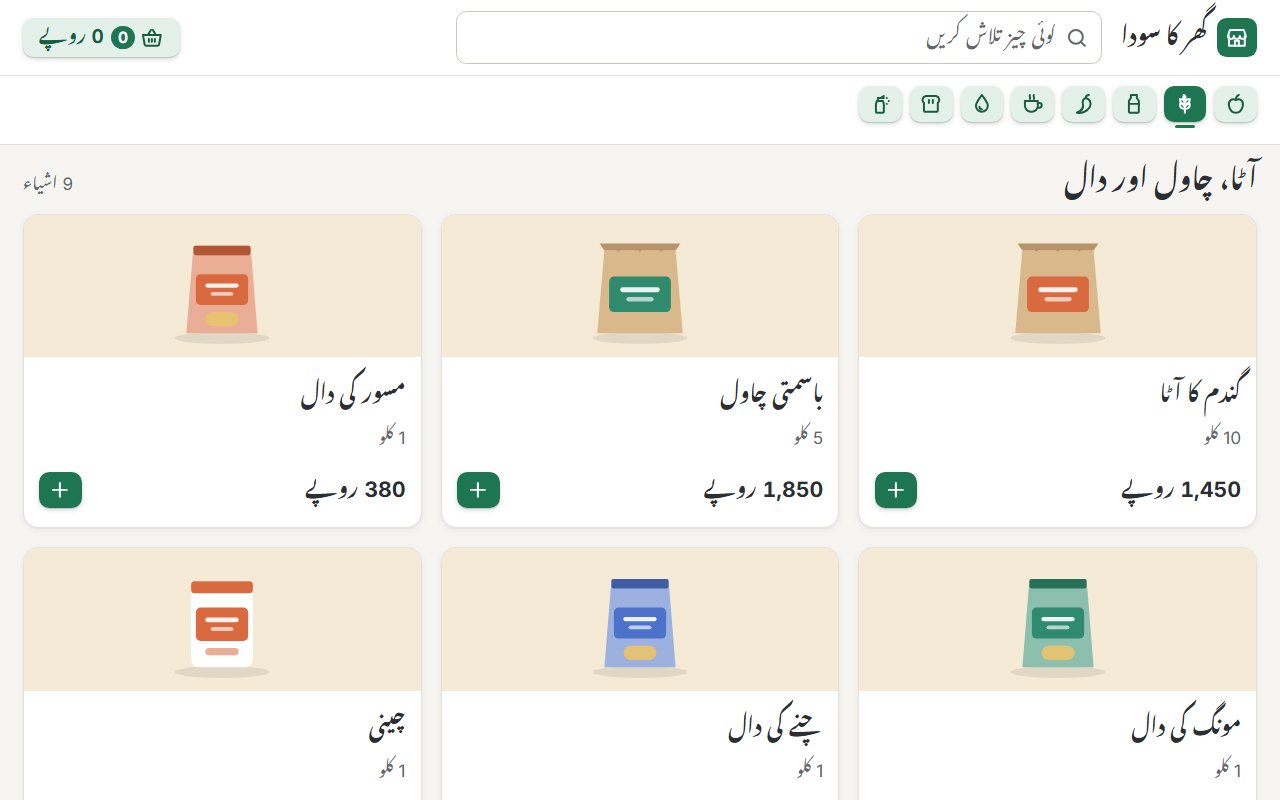 گھر کا سودا
کوئی چیز تلاش کریں
0 0 روپے
آٹا، چاول اور دال
9 اشیاء
گندم کا آٹا
10 کلو
1,450 روپے
باسمتی چاول
5 کلو
1,850 روپے
مسور کی دال
1 کلو
380 روپے
مونگ کی دال
1 کلو
چنے کی دال
1 کلو
چینی
1 کلو